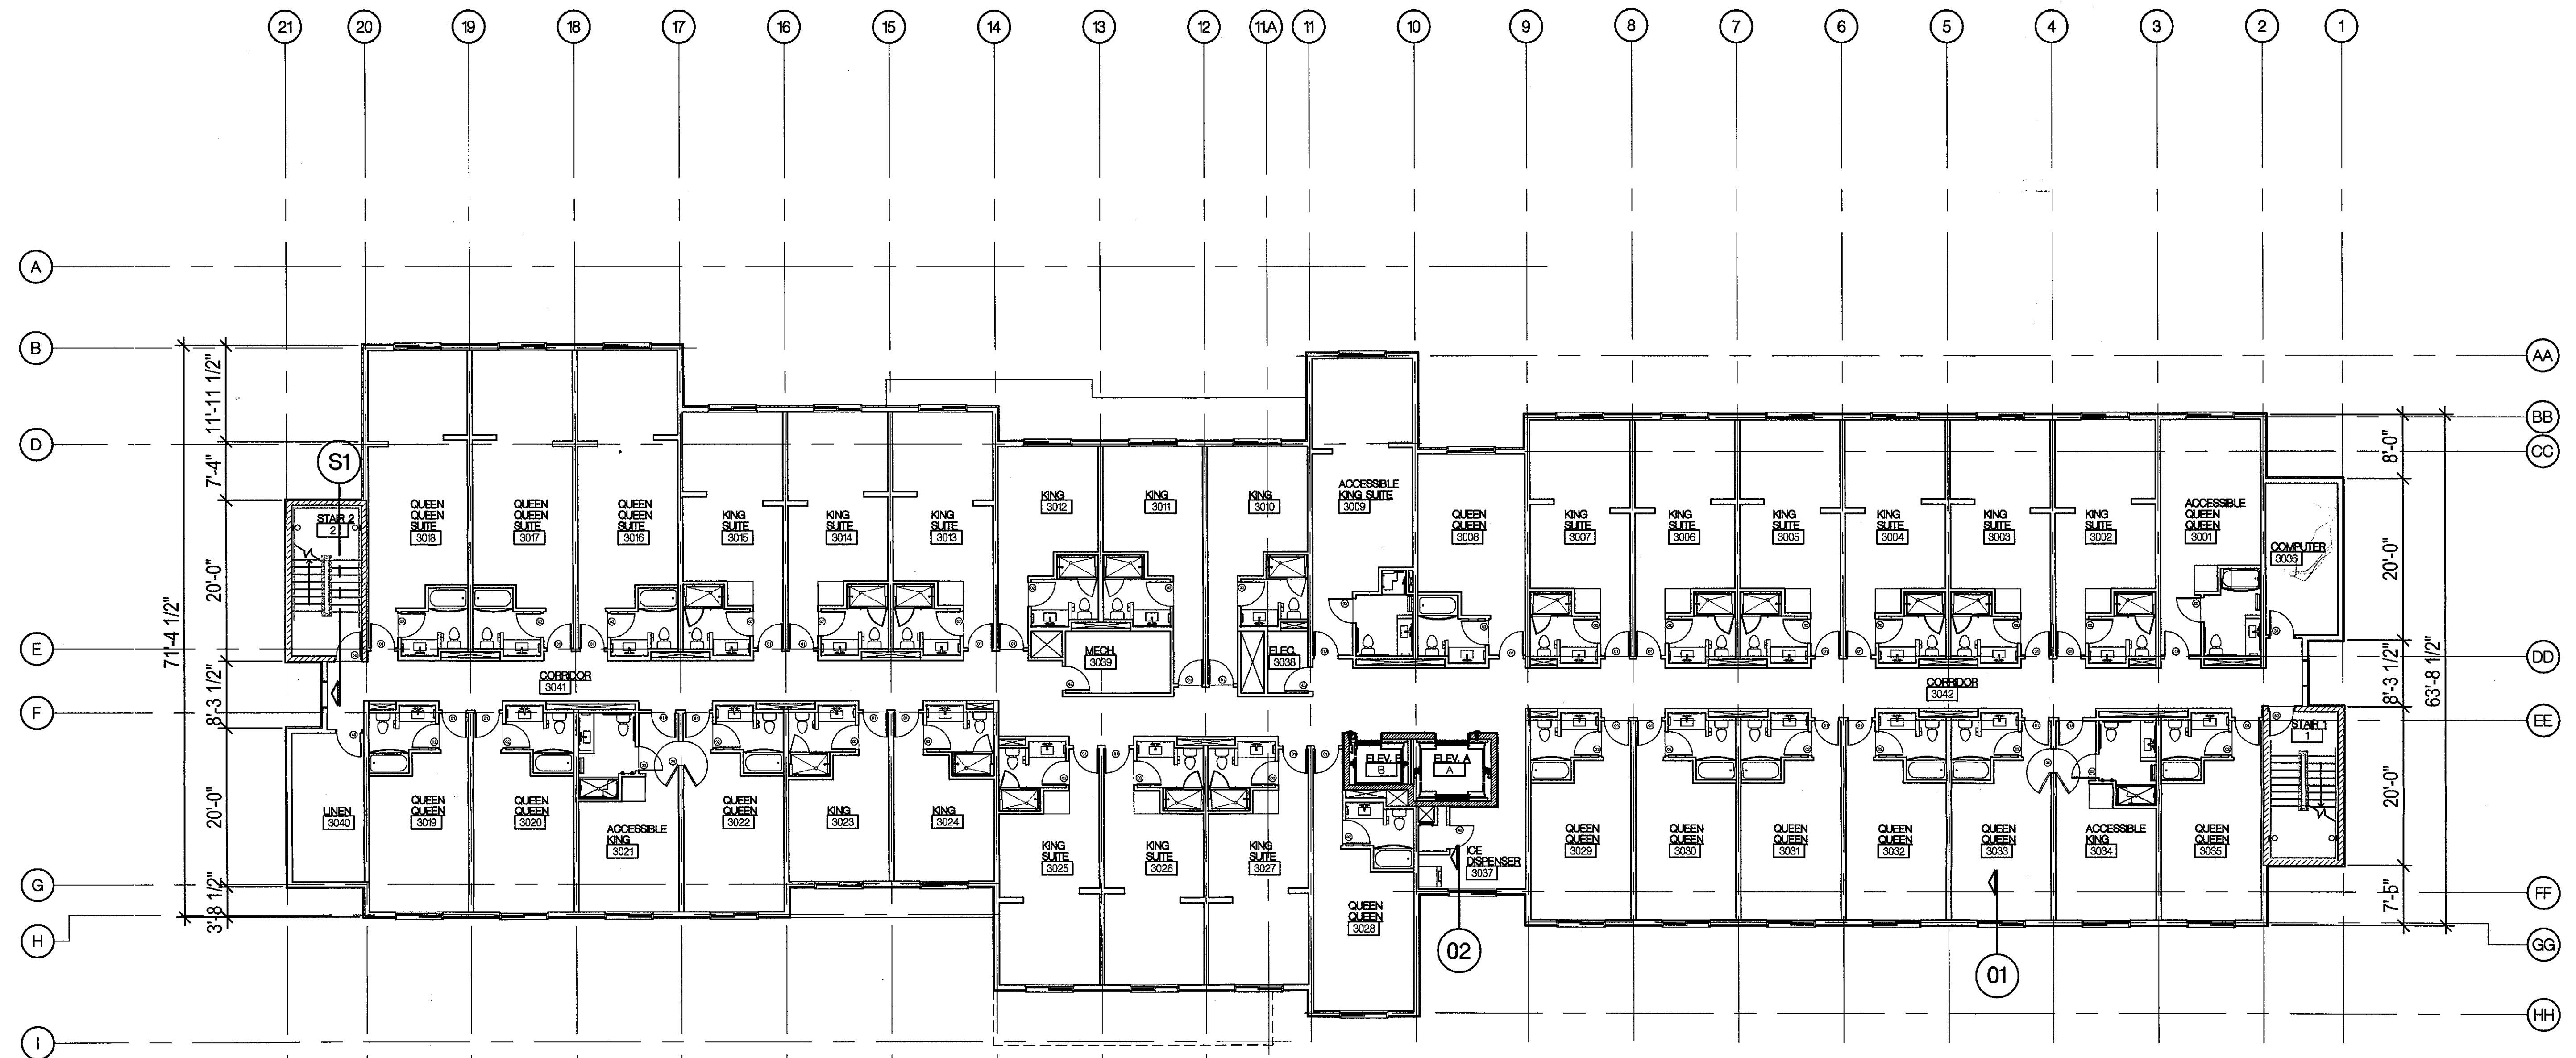 21 20 19 18 17 16 15 14 13 12 11.A 11 10 9 8 7 6 5 4 3 2 1
A
B
D
E
F
G
H
I
AA
BB
CC
DD
EE
FF
GG
HH
71'-4 1/2"
11'-11 1/2"
7'-4"
20'-0"
8'-3 1/2"
20'-0"
3'-8 1/2"
S1
STAIR 2
2
QUEEN
QUEEN
SUITE
3018
QUEEN
QUEEN
SUITE
3017
QUEEN
QUEEN
SUITE
3016
KING
SUITE
3015
KING
SUITE
3014
KING
SUITE
3013
KING
3012
KING
3011
KING
3010
ACCESSIBLE
KING SUITE
3009
QUEEN
QUEEN
3008
KING
SUITE
3007
KING
SUITE
3006
KING
SUITE
3005
KING
SUITE
3004
KING
SUITE
3003
KING
SUITE
3002
ACCESSIBLE
QUEEN
QUEEN
3001
COMPUTER
3036
MECH.
3039
ELEC.
3038
CORRIDOR
3041
CORRIDOR
3042
LINEN
3040
QUEEN
QUEEN
3019
QUEEN
QUEEN
3020
ACCESSIBLE
KING
3021
QUEEN
QUEEN
3022
KING
3023
KING
3024
KING
SUITE
3025
KING
SUITE
3026
KING
SUITE
3027
ELEV. B
B
ELEV. A
A
QUEEN
QUEEN
3028
ICE
DISPENSER
3037
QUEEN
QUEEN
3029
QUEEN
QUEEN
3030
QUEEN
QUEEN
3031
QUEEN
QUEEN
3032
QUEEN
QUEEN
3033
ACCESSIBLE
KING
3034
QUEEN
QUEEN
3035
STAIR 1
1
02
01
8'-0"
20'-0"
8'-3 1/2"
20'-0"
7'-5"
63'-8 1/2"